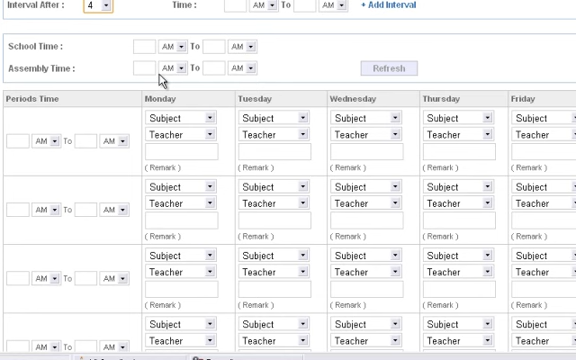 Interval After : 4 Time : AM To AM + Add Interval
School Time : AM To AM
Assembly Time : AM To AM Refresh
Periods Time Monday Tuesday Wednesday Thursday Friday
Subject Subject Subject Subject Subject
AM To AM Teacher Teacher Teacher Teacher Teacher
( Remark ) ( Remark ) ( Remark ) ( Remark ) ( Remark )
Subject Subject Subject Subject Subject
AM To AM Teacher Teacher Teacher Teacher Teacher
( Remark ) ( Remark ) ( Remark ) ( Remark ) ( Remark )
Subject Subject Subject Subject Subject
AM To AM Teacher Teacher Teacher Teacher Teacher
( Remark ) ( Remark ) ( Remark ) ( Remark ) ( Remark )
Subject Subject Subject Subject Subject
AM To AM Teacher Teacher Teacher Teacher Teacher